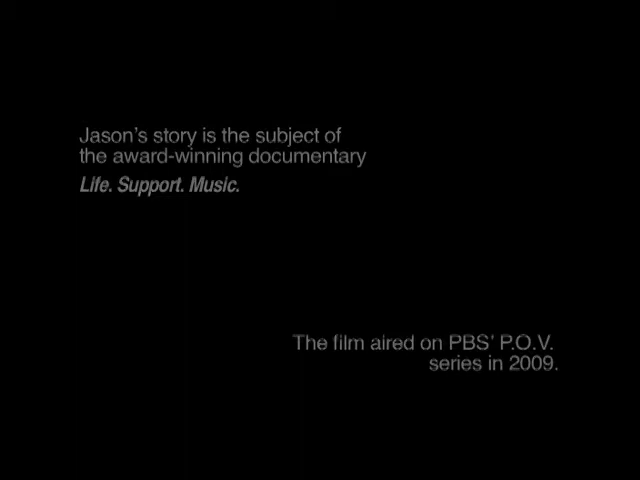 Jason's story is the subject of
the award-winning documentary
Life. Support. Music.
The film aired on PBS' P.O.V.
series in 2009.